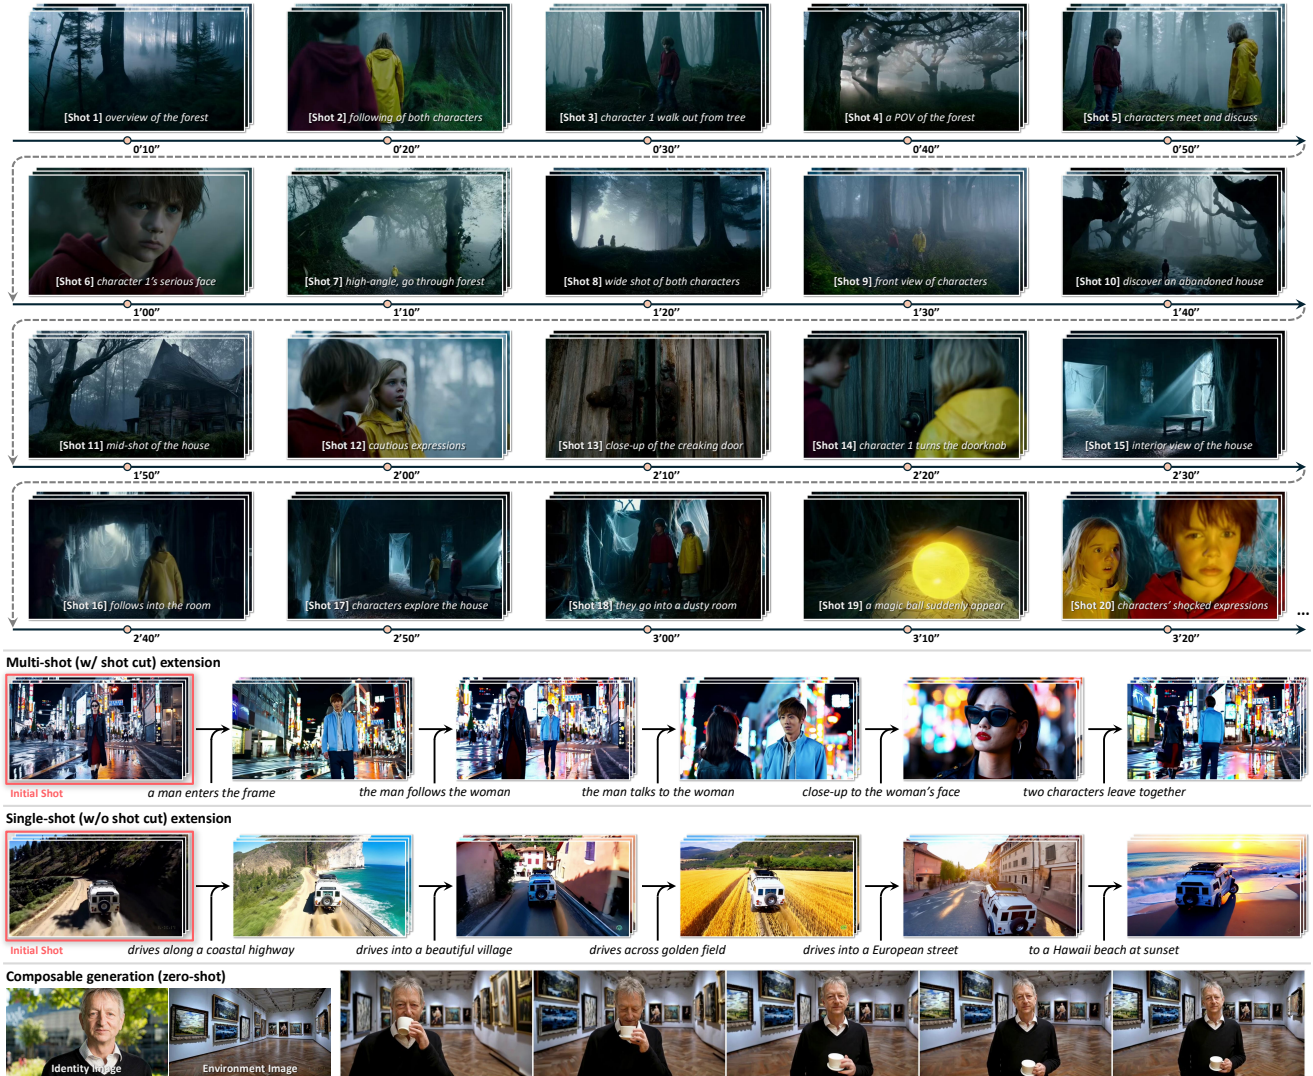 [Shot 1] overview of the forest
[Shot 2] following of both characters
[Shot 3] character 1 walk out from tree
[Shot 4] a POV of the forest
[Shot 5] characters meet and discuss
0'10’’
0'20’’
0'30’’
0'40’’
0'50’’
[Shot 6] character 1's serious face
[Shot 7] high-angle, go through forest
[Shot 8] wide shot of both characters
[Shot 9] front view of characters
[Shot 10] discover an abandoned house
1'00’’
1'10’’
1'20’’
1'30’’
1'40’’
[Shot 11] mid-shot of the house
[Shot 12] cautious expressions
[Shot 13] close-up of the creaking door
[Shot 14] character 1 turns the doorknob
[Shot 15] interior view of the house
1'50’’
2'00’’
2'10’’
2'20’’
2'30’’
[Shot 16] follows into the room
[Shot 17] characters explore the house
[Shot 18] they go into a dusty room
[Shot 19] a magic ball suddenly appear
[Shot 20] characters' shocked expressions
...
2'40’’
2'50’’
3'00’’
3'10’’
3'20’’
Multi-shot (w/ shot cut) extension
Initial Shot
a man enters the frame
the man follows the woman
the man talks to the woman
close-up to the woman's face
two characters leave together
Single-shot (w/o shot cut) extension
Initial Shot
drives along a coastal highway
drives into a beautiful village
drives across golden field
drives into a European street
to a Hawaii beach at sunset
Composable generation (zero-shot)
Identity Image
Environment Image